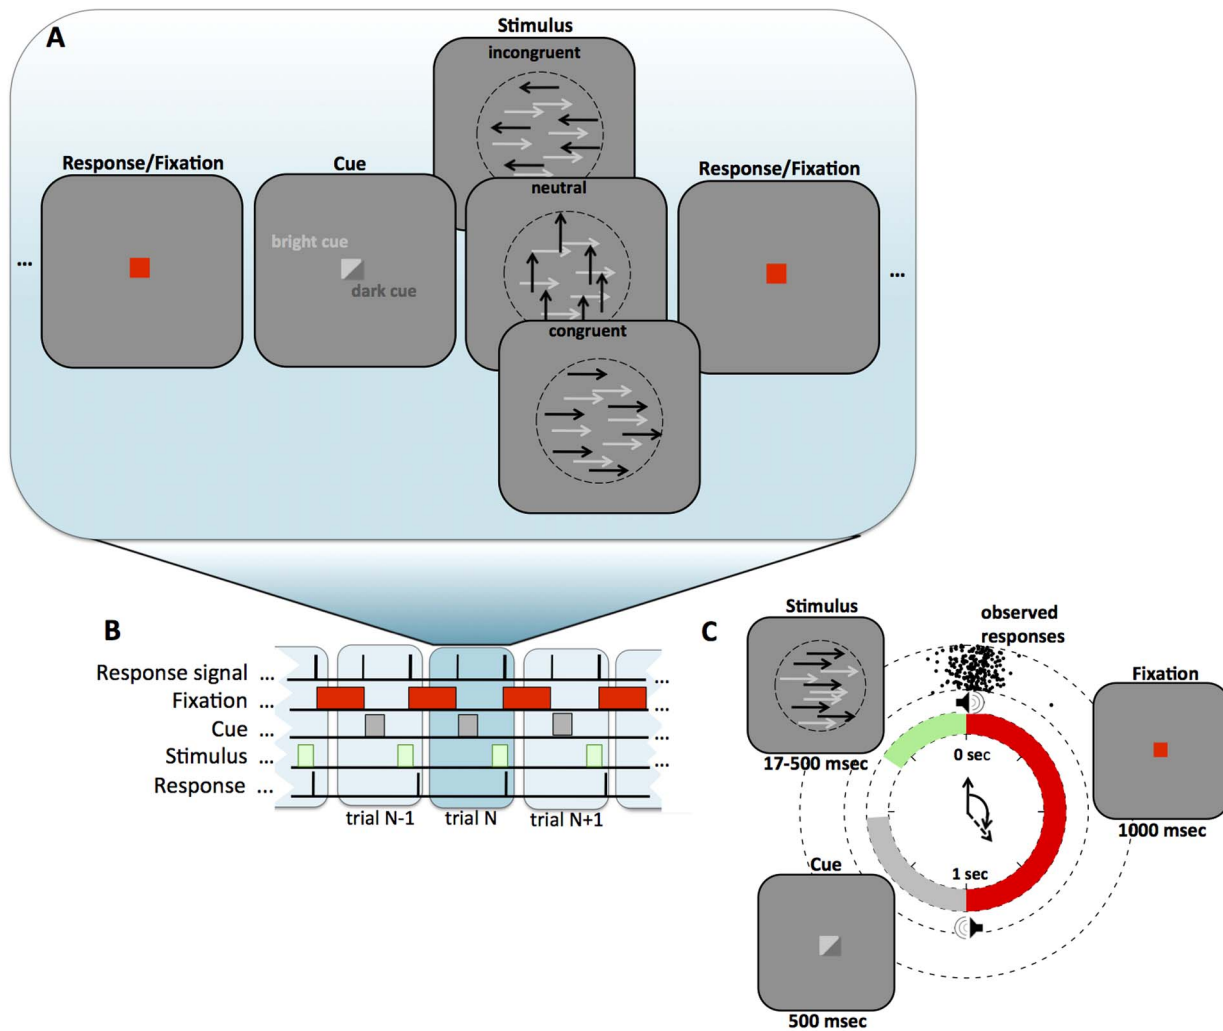 A
Stimulus
incongruent
Response/Fixation
Cue
Response/Fixation
neutral
bright cue
dark cue
...
...
congruent
B
Response signal ... ...
Fixation ... ...
Cue ... ...
Stimulus ... ...
Response ... ...
trial N-1 trial N trial N+1
C
Stimulus
observed
responses
Fixation
17-500 msec
0 sec
1000 msec
1 sec
Cue
500 msec